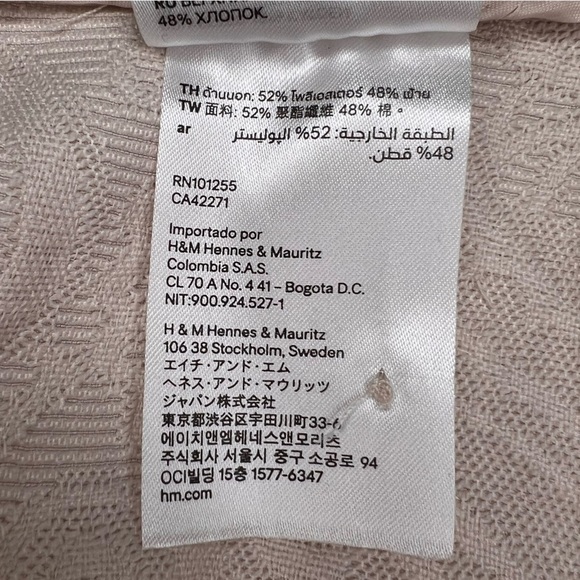 48% ХЛОПОК.
TH ด้านนอก: 52% โพลีเอสเตอร์ 48% ฝ้าย
TW 面料: 52% 聚酯纖維 48% 棉。
ar الطبقة الخارجية: 52% البوليستر
48% قطن.
RN101255
CA42271
Importado por
H&M Hennes & Mauritz
Colombia S.A.S.
CL 70 A No. 4 41 – Bogota D.C.
NIT:900.924.527-1
H & M Hennes & Mauritz
106 38 Stockholm, Sweden
エイチ・アンド・エム
ヘネス・アンド・マウリッツ
ジャパン株式会社
東京都渋谷区宇田川町33-6
에이치앤엠헤네스앤모리츠
주식회사 서울시 중구 소공로 94
OCI빌딩 15층 1577-6347
hm.com